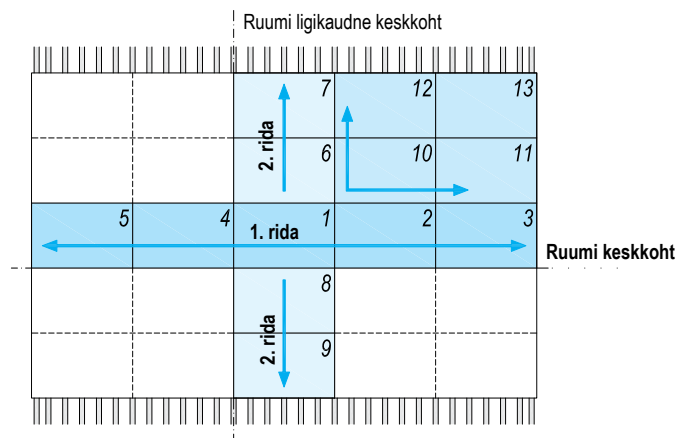 Ruumi ligikaudne keskkoht
7 12 13
2. rida
6 10 11
5 4 1 2 3
1. rida
Ruumi keskkoht
8
2. rida
9